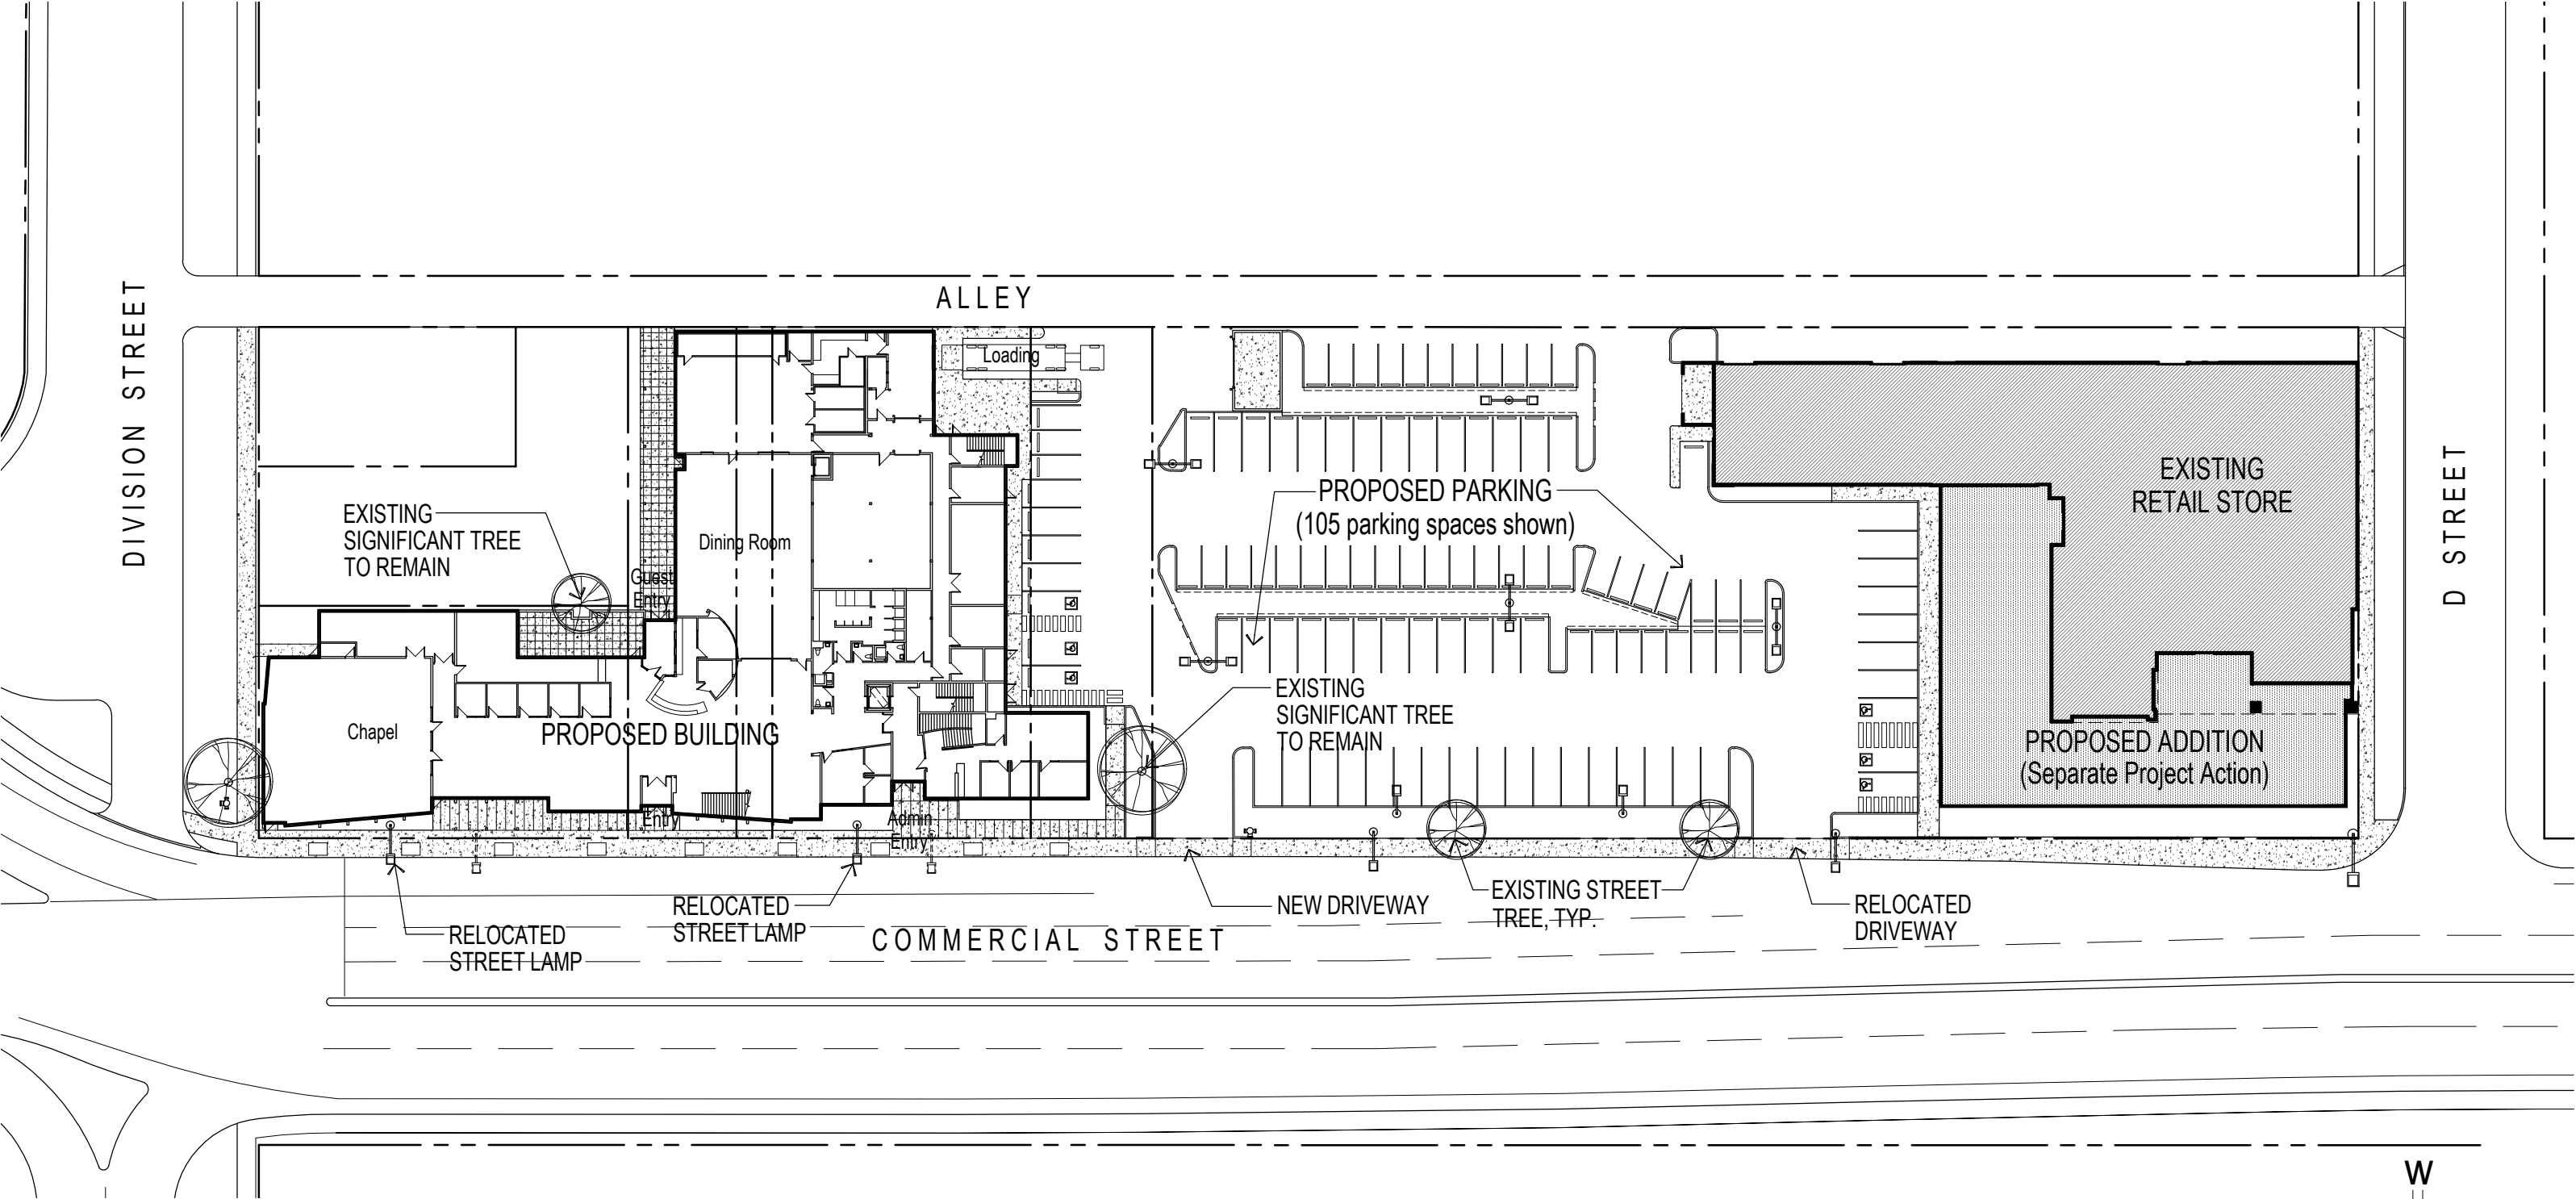 ALLEY
DIVISION STREET
Loading
EXISTING
RETAIL STORE
D STREET
PROPOSED PARKING
(105 parking spaces shown)
EXISTING
SIGNIFICANT TREE
TO REMAIN
Dining Room
Guest
Entry
EXISTING
SIGNIFICANT TREE
TO REMAIN
Chapel
PROPOSED BUILDING
PROPOSED ADDITION
(Separate Project Action)
Entry
Admin
Entry
NEW DRIVEWAY
EXISTING STREET
TREE, TYP.
RELOCATED
DRIVEWAY
RELOCATED
STREET LAMP
RELOCATED
STREET LAMP
COMMERCIAL STREET
W